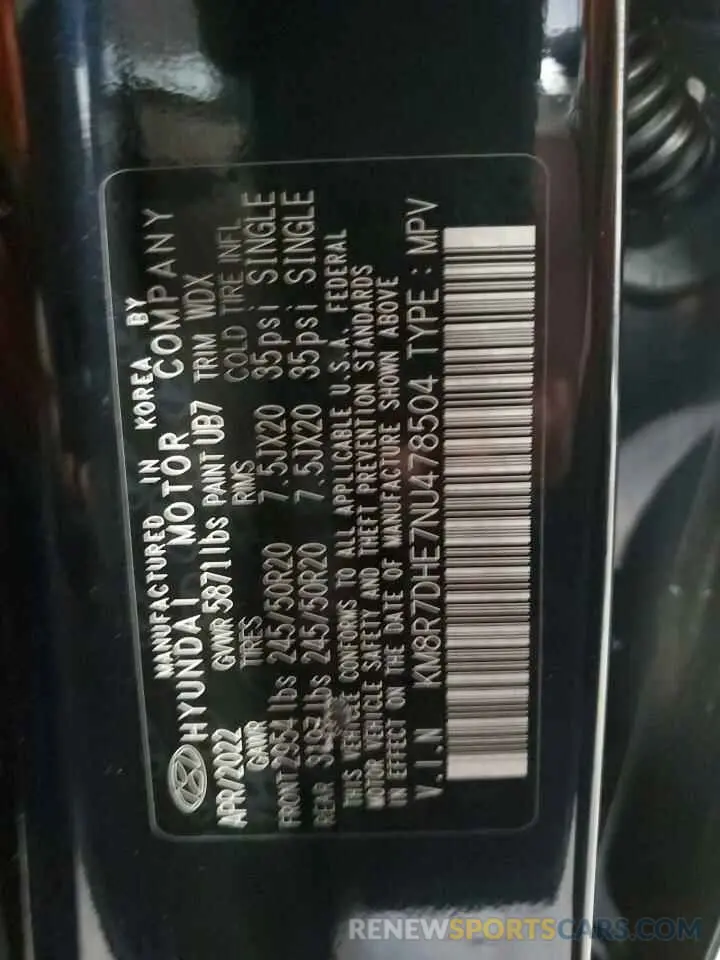 MANUFACTURED IN KOREA BY
HYUNDAI MOTOR COMPANY
APR/2022 GVWR 5871lbs PAINT UB7 TRIM WDX
GAWR TIRES RIMS COLD TIRE INFL
FRONT 2954 lbs 245/50R20 7.5JX20 35psi SINGLE
REAR lbs 245/50R20 7.5JX20 35psi SINGLE
THIS VEHICLE CONFORMS TO ALL APPLICABLE U.S.A. FEDERAL
MOTOR VEHICLE SAFETY AND THEFT PREVENTION STANDARDS
IN EFFECT ON THE DATE OF MANUFACTURE SHOWN ABOVE
V.I.N KM8R7DHE7NU478504 TYPE : MPV
RENEWSPORTSCARS.COM